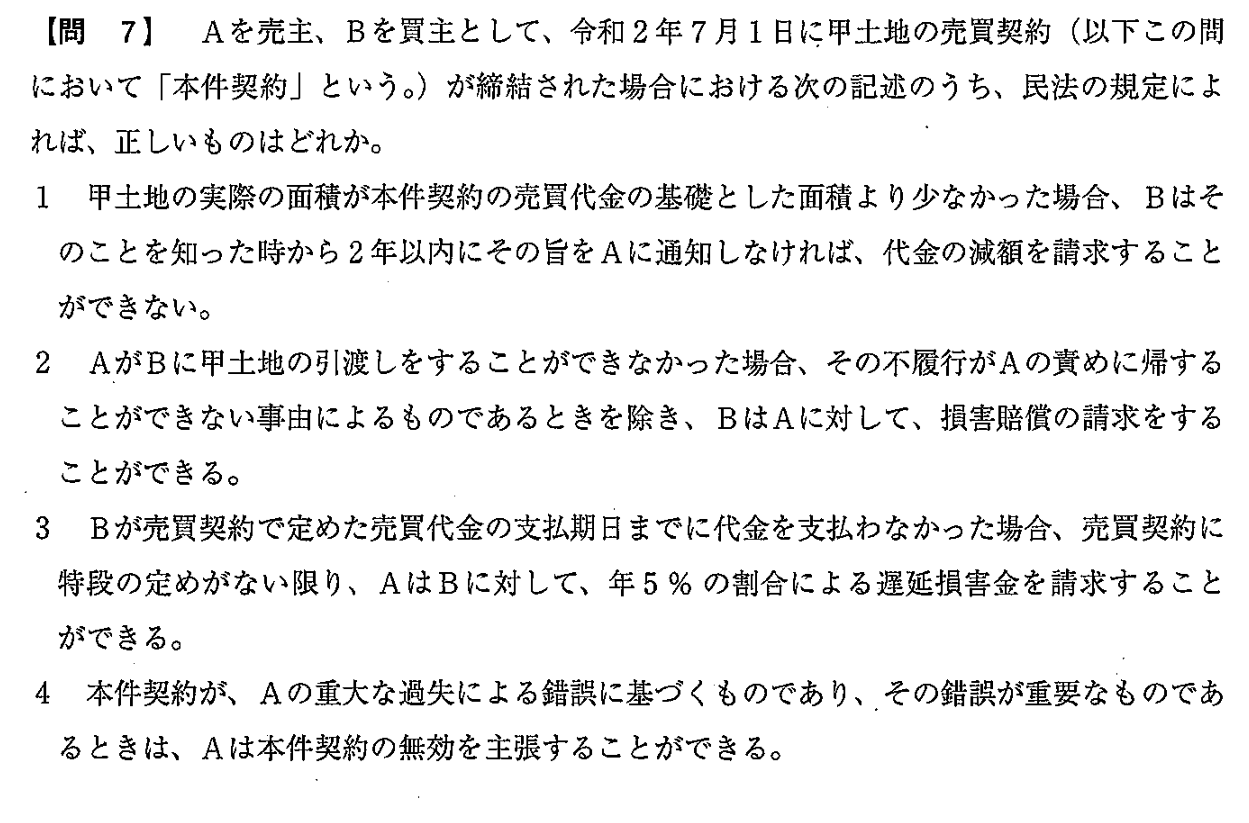 【問　7】　Aを売主、Bを買主として、令和2年7月1日に甲土地の売買契約（以下この問
において「本件契約」という。）が締結された場合における次の記述のうち、民法の規定によ
れば、正しいものはどれか。
1　甲土地の実際の面積が本件契約の売買代金の基礎とした面積より少なかった場合、Bはそ
のことを知った時から2年以内にその旨をAに通知しなければ、代金の減額を請求すること
ができない。
2　AがBに甲土地の引渡しをすることができなかった場合、その不履行がAの責めに帰する
ことができない事由によるものであるときを除き、BはAに対して、損害賠償の請求をする
ことができる。
3　Bが売買契約で定めた売買代金の支払期日までに代金を支払わなかった場合、売買契約に
特段の定めがない限り、AはBに対して、年5％の割合による遅延損害金を請求すること
ができる。
4　本件契約が、Aの重大な過失による錯誤に基づくものであり、その錯誤が重要なものであ
るときは、Aは本件契約の無効を主張することができる。